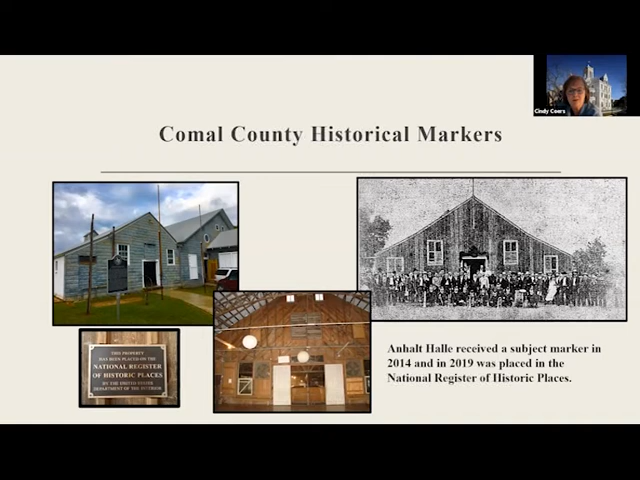 Cindy Coers
Comal County Historical Markers
THIS PROPERTY
HAS BEEN PLACED ON THE
NATIONAL REGISTER
OF HISTORIC PLACES
BY THE UNITED STATES
DEPARTMENT OF THE INTERIOR
Anhalt Halle received a subject marker in
2014 and in 2019 was placed in the
National Register of Historic Places.